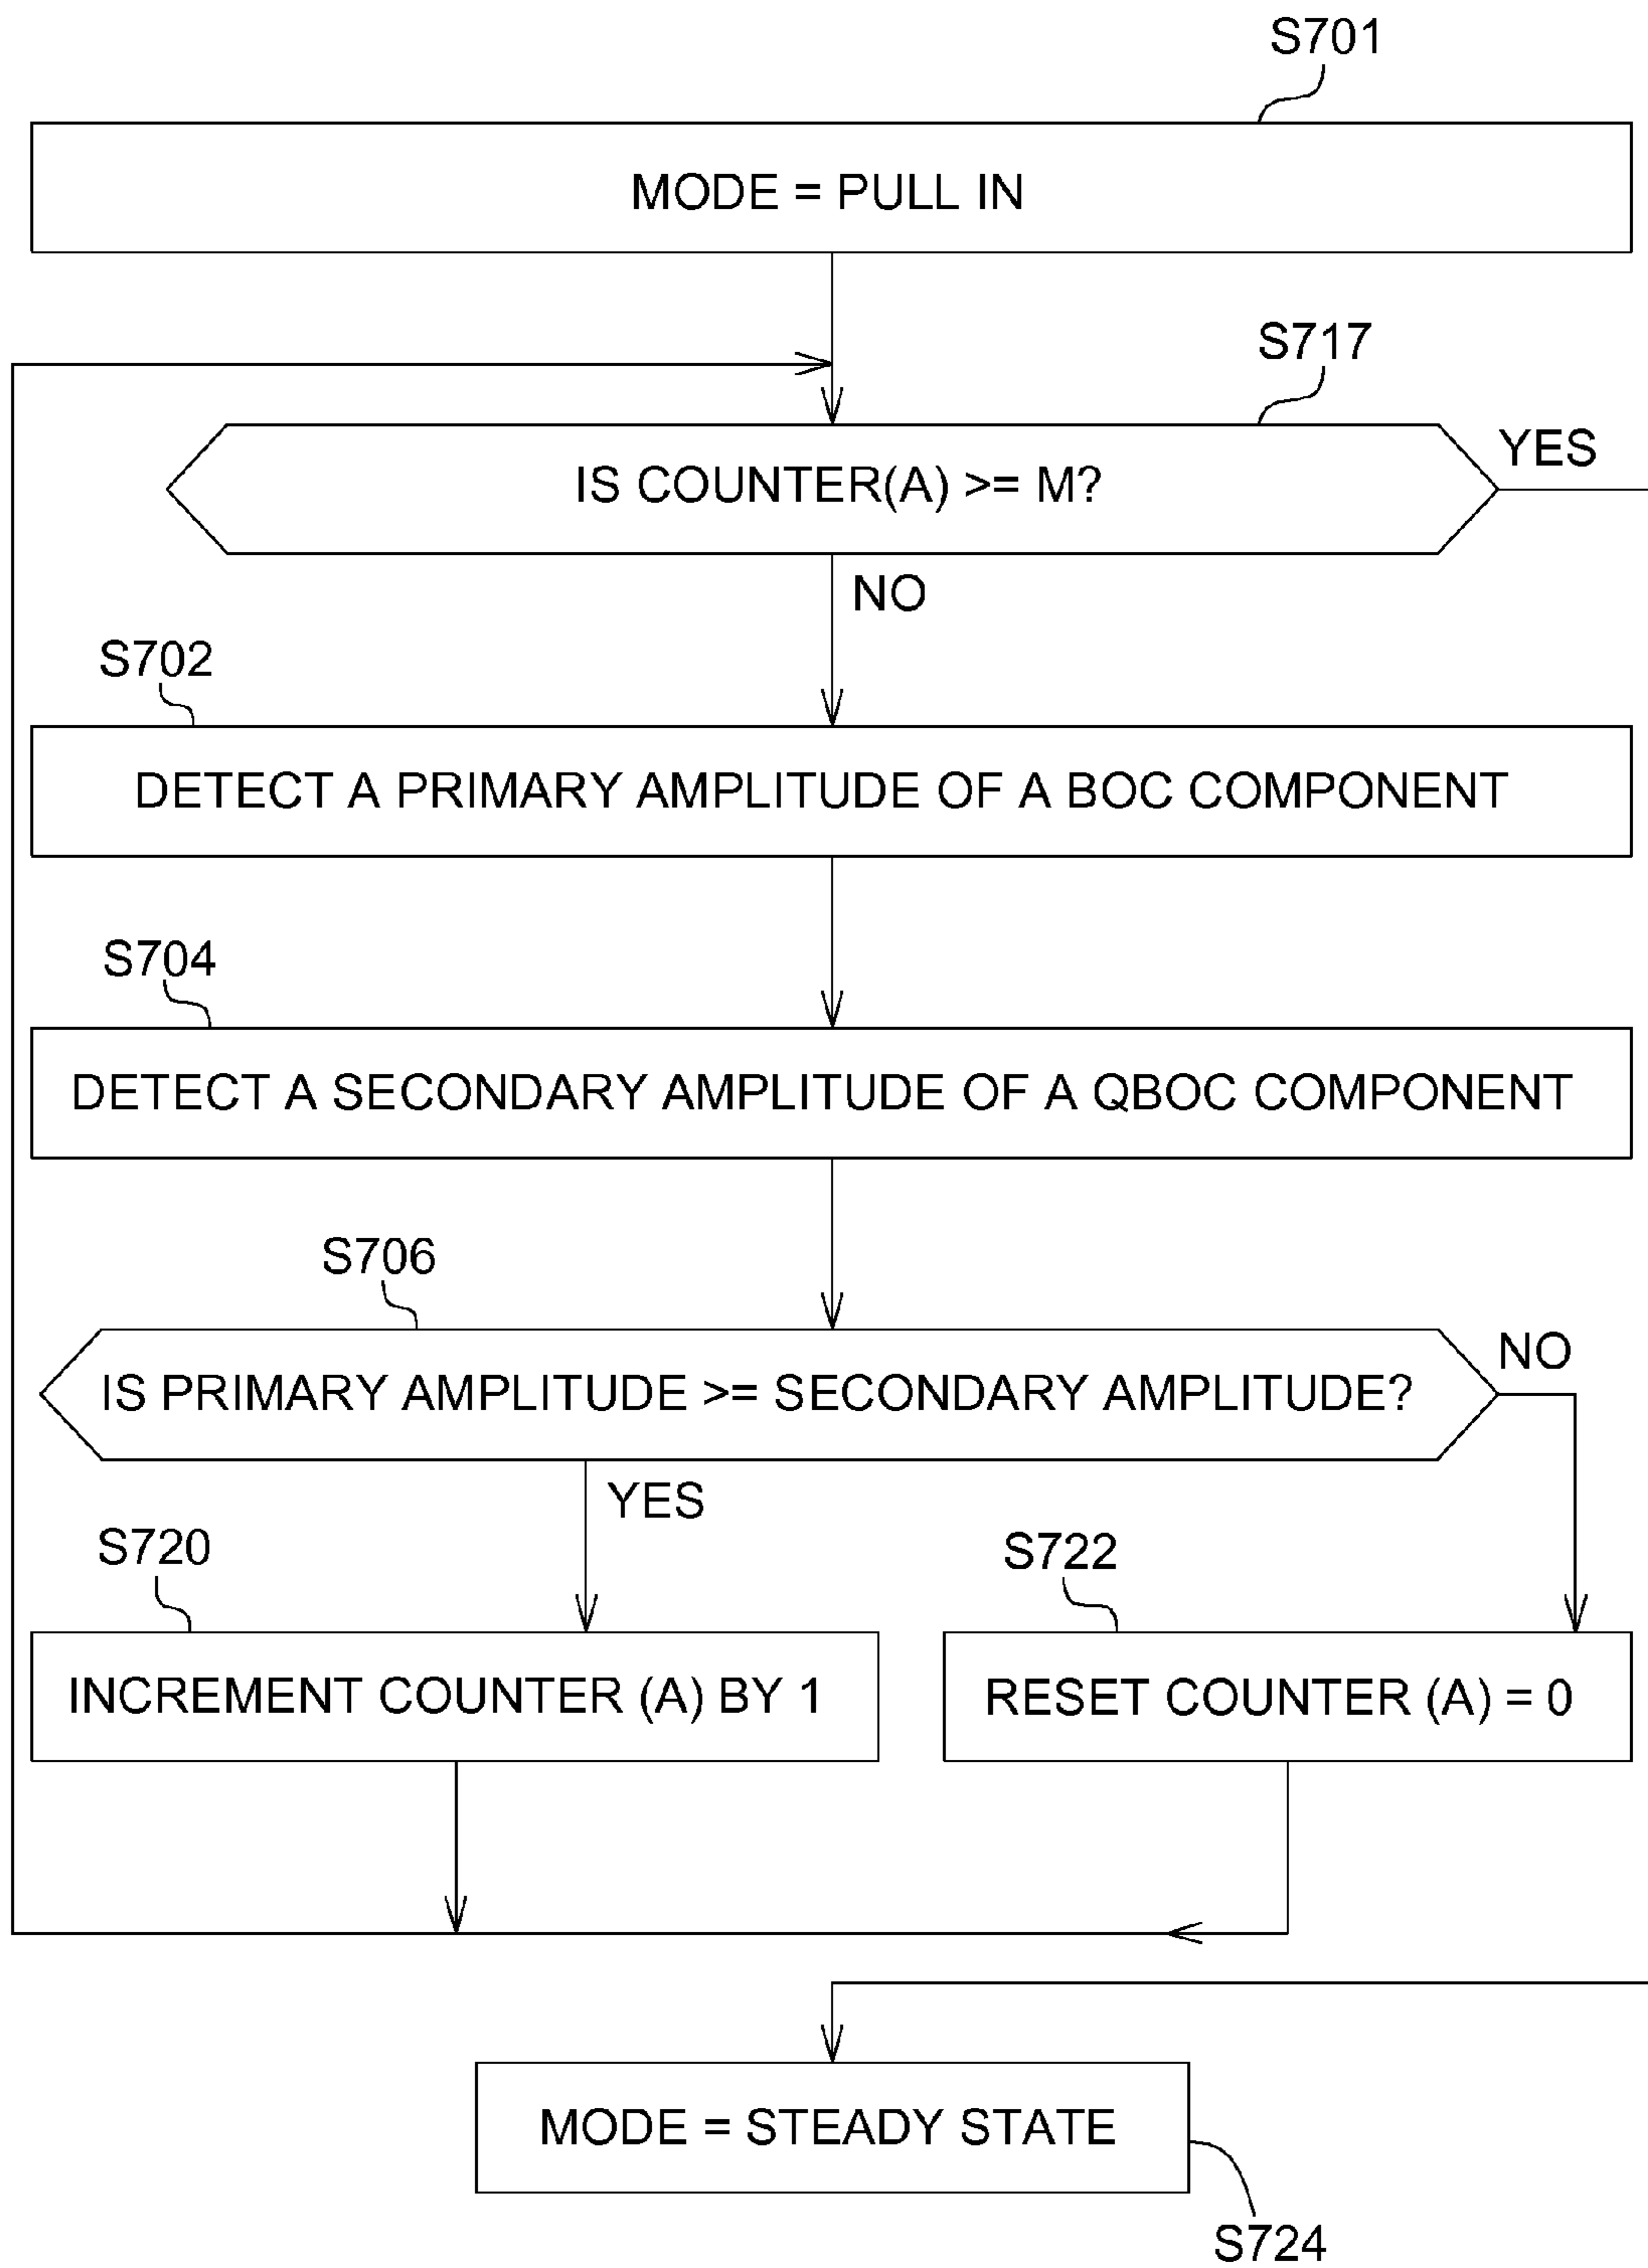 S701
MODE = PULL IN
S717
IS COUNTER(A) >= M?
YES
NO
S702
DETECT A PRIMARY AMPLITUDE OF A BOC COMPONENT
S704
DETECT A SECONDARY AMPLITUDE OF A QBOC COMPONENT
S706
IS PRIMARY AMPLITUDE >= SECONDARY AMPLITUDE?
NO
YES
S720
INCREMENT COUNTER (A) BY 1
S722
RESET COUNTER (A) = 0
MODE = STEADY STATE
S724